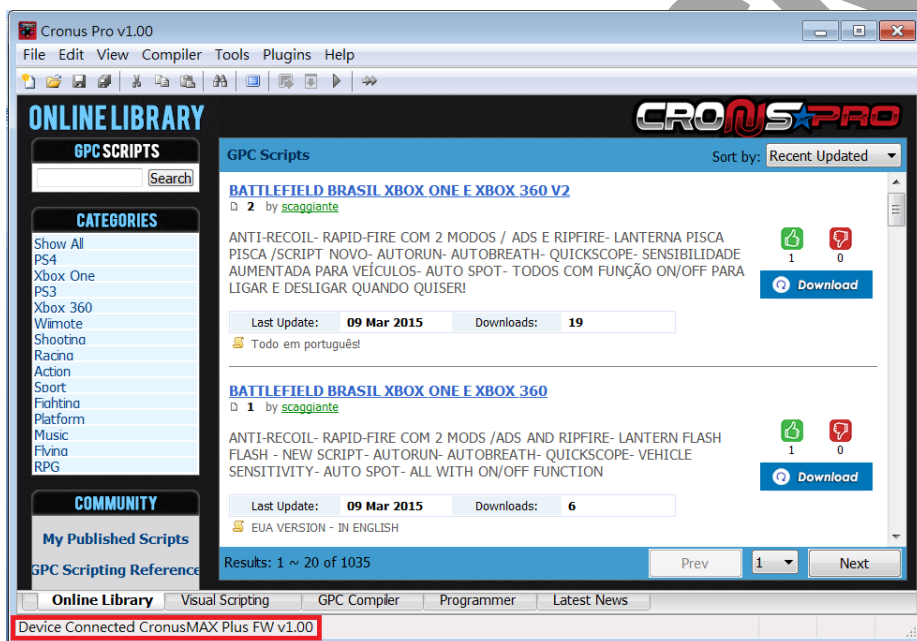 Cronus Pro v1.00
File Edit View Compiler Tools Plugins Help
ONLINE LIBRARY
CRONUS PRO
GPC SCRIPTS
Search
CATEGORIES
Show All
PS4
Xbox One
PS3
Xbox 360
Wiimote
Shooting
Racing
Action
Sport
Fighting
Platform
Music
Flying
RPG
COMMUNITY
My Published Scripts
GPC Scripting Reference
GPC Scripts
Sort by: Recent Updated
BATTLEFIELD BRASIL XBOX ONE E XBOX 360 V2
2 by scaggiante
ANTI-RECOIL- RAPID-FIRE COM 2 MODOS / ADS E RIPFIRE- LANTERNA PISCA
PISCA /SCRIPT NOVO- AUTORUN- AUTOBREATH- QUICKSCOPE- SENSIBILIDADE
AUMENTADA PARA VEÍCULOS- AUTO SPOT- TODOS COM FUNÇÃO ON/OFF PARA
LIGAR E DESLIGAR QUANDO QUISER!
1 0
Download
Last Update: 09 Mar 2015 Downloads: 19
Todo em português!
BATTLEFIELD BRASIL XBOX ONE E XBOX 360
1 by scaggiante
ANTI-RECOIL- RAPID-FIRE COM 2 MODS /ADS AND RIPFIRE- LANTERN FLASH
FLASH - NEW SCRIPT- AUTORUN- AUTOBREATH- QUICKSCOPE- VEHICLE
SENSITIVITY- AUTO SPOT- ALL WITH ON/OFF FUNCTION
1 0
Download
Last Update: 09 Mar 2015 Downloads: 6
EUA VERSION - IN ENGLISH
Results: 1 ~ 20 of 1035
Prev 1 Next
Online Library Visual Scripting GPC Compiler Programmer Latest News
Device Connected CronusMAX Plus FW v1.00